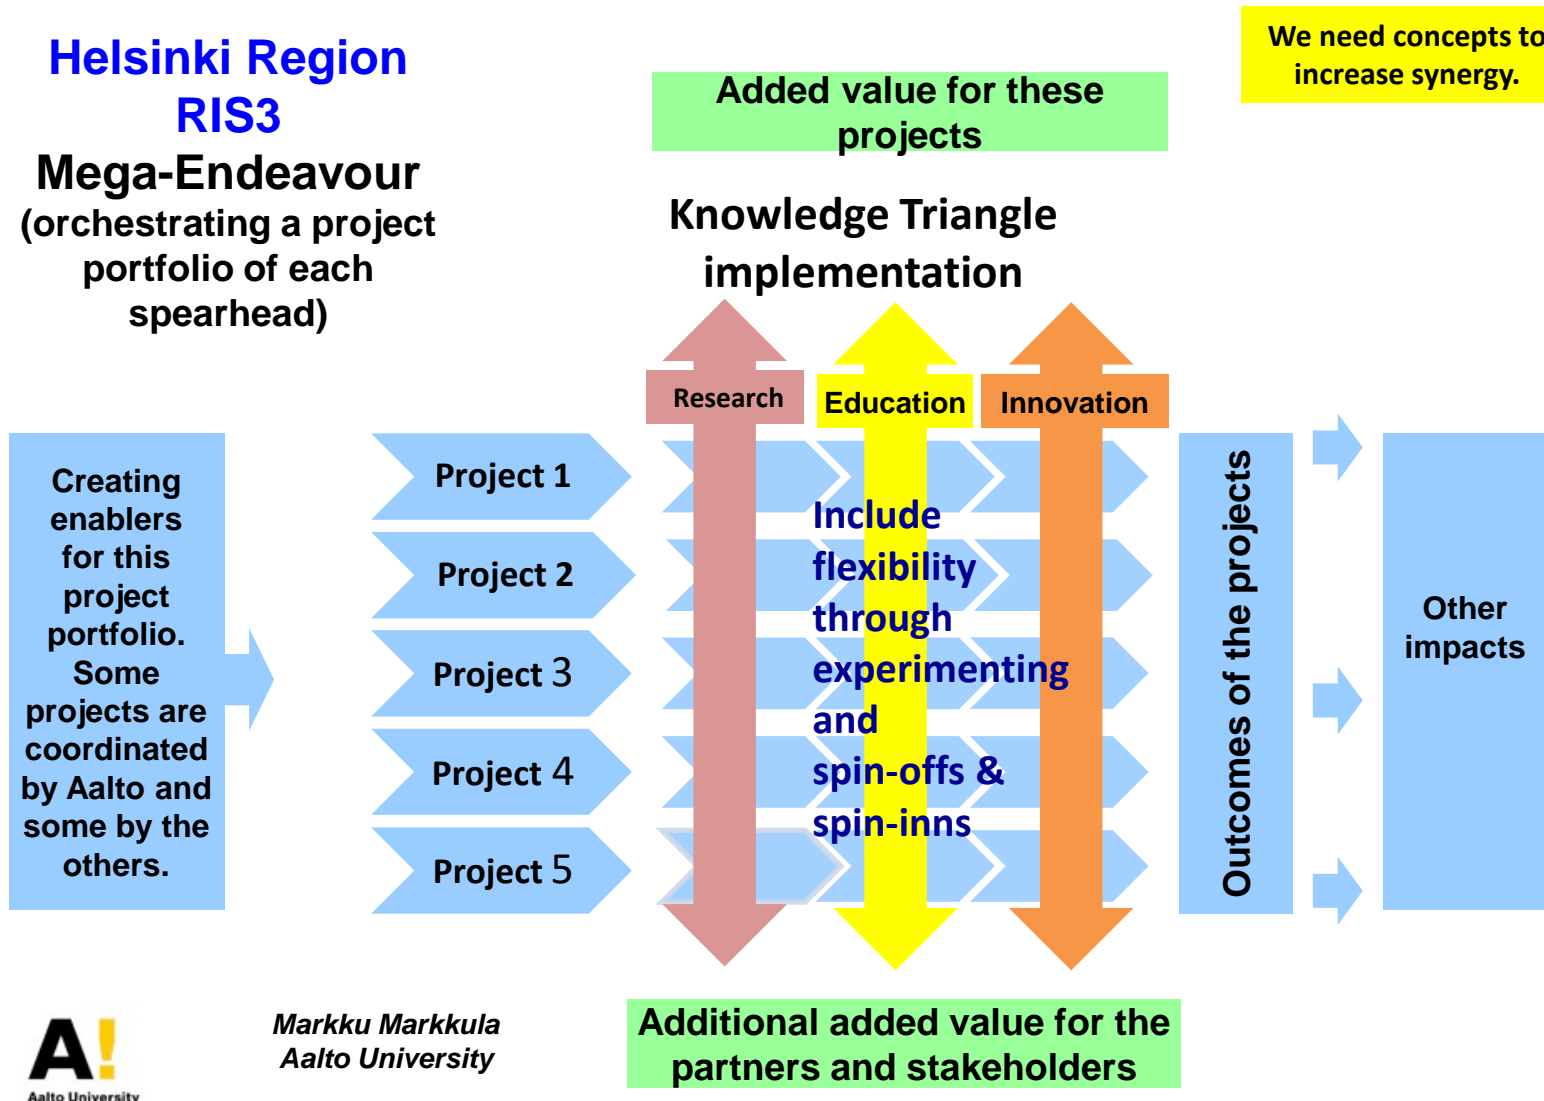 Helsinki Region
RIS3
Mega-Endeavour
(orchestrating a project
portfolio of each
spearhead)
We need concepts to
increase synergy.
Added value for these
projects
Knowledge Triangle
implementation
Research
Education
Innovation
Creating
enablers
for this
project
portfolio.
Some
projects are
coordinated
by Aalto and
some by the
others.
Project 1
Project 2
Project 3
Project 4
Project 5
Include
flexibility
through
experimenting
and
spin-offs &
spin-inns
Outcomes of the projects
Other
impacts
A!
Aalto University
Markku Markkula
Aalto University
Additional added value for the
partners and stakeholders